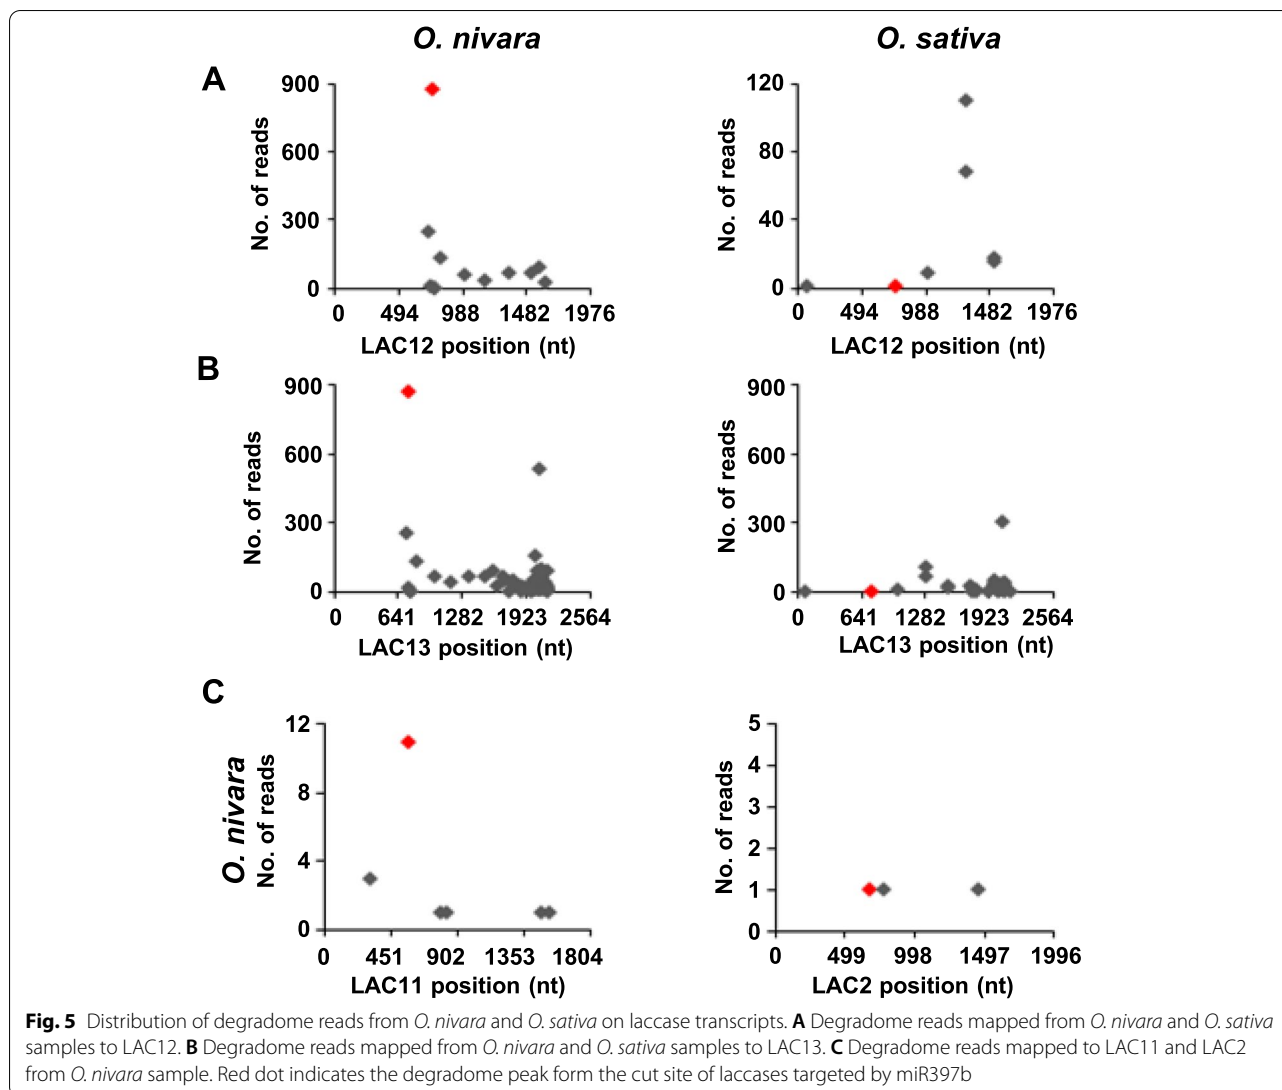 O. nivara
O. sativa
A
No. of reads
900
600
300
0
0 494 988 1482 1976
LAC12 position (nt)
No. of reads
120
80
40
0
0 494 988 1482 1976
LAC12 position (nt)
B
No. of reads
900
600
300
0
0 641 1282 1923 2564
LAC13 position (nt)
No. of reads
900
600
300
0
0 641 1282 1923 2564
LAC13 position (nt)
C
O. nivara
No. of reads
12
8
4
0
0 451 902 1353 1804
LAC11 position (nt)
No. of reads
5
4
3
2
1
0
0 499 998 1497 1996
LAC2 position (nt)
Fig. 5 Distribution of degradome reads from O. nivara and O. sativa on laccase transcripts. A Degradome reads mapped from O. nivara and O. sativa
samples to LAC12. B Degradome reads mapped from O. nivara and O. sativa samples to LAC13. C Degradome reads mapped to LAC11 and LAC2
from O. nivara sample. Red dot indicates the degradome peak form the cut site of laccases targeted by miR397b